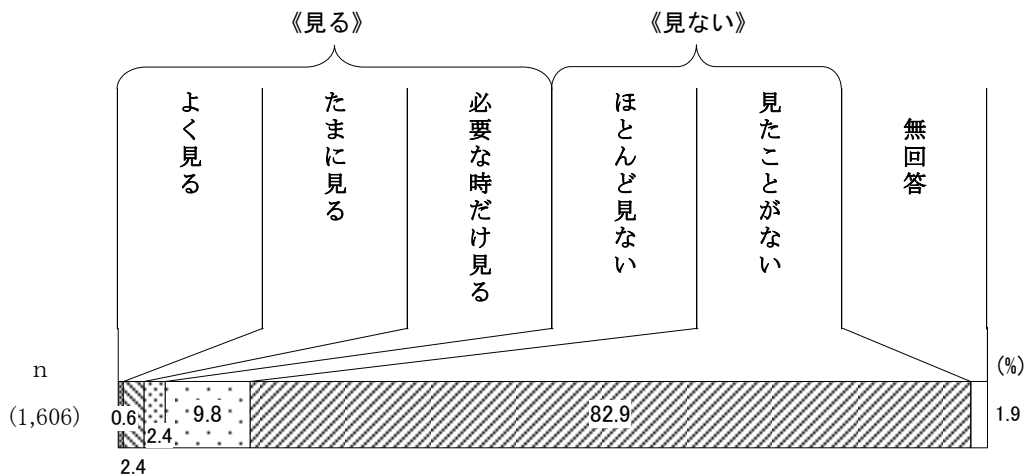 《見る》
《見ない》
よく見る
たまに見る
必要な時だけ見る
ほとんど見ない
見たことがない
無回答
(%)
n
(1,606)
0.6
2.4
2.4
9.8
82.9
1.9